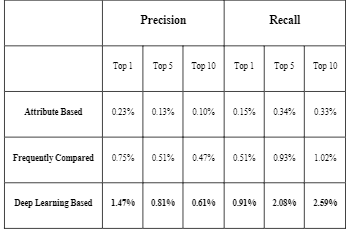 Precision Recall
Top 1 Top 5 Top 10 Top 1 Top 5 Top 10
Attribute Based 0.23% 0.13% 0.10% 0.15% 0.34% 0.33%
Frequently Compared 0.75% 0.51% 0.47% 0.51% 0.93% 1.02%
Deep Learning Based 1.47% 0.81% 0.61% 0.91% 2.08% 2.59%